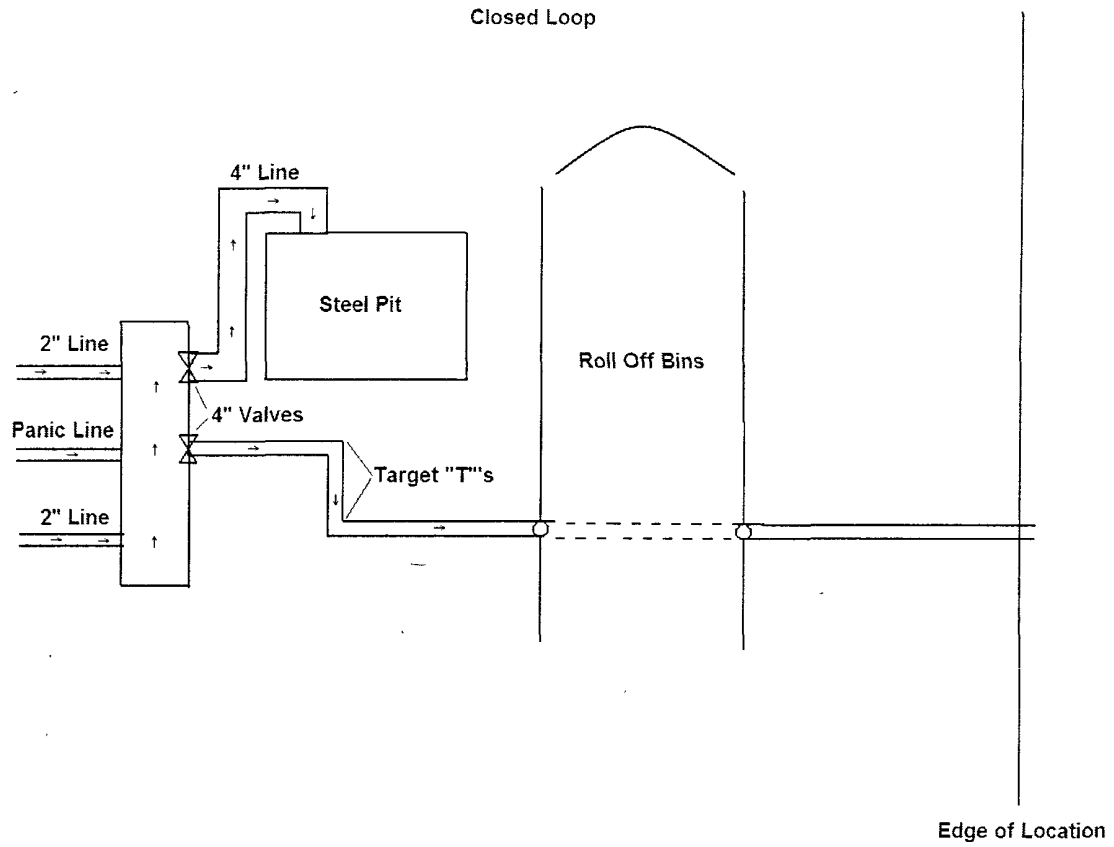 Closed Loop
4" Line
Steel Pit
2" Line
Roll Off Bins
4" Valves
Panic Line
Target "T"'s
2" Line
Edge of Location